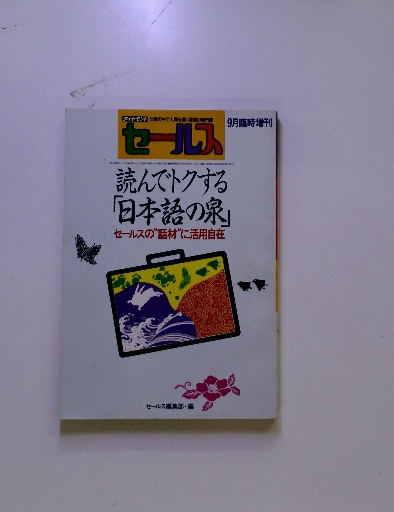 ダイヤモンド
セールス
9月臨時増刊
読んでトクする
「日本語の泉」
セールスの"話材"に活用自在
セールス編集部・編